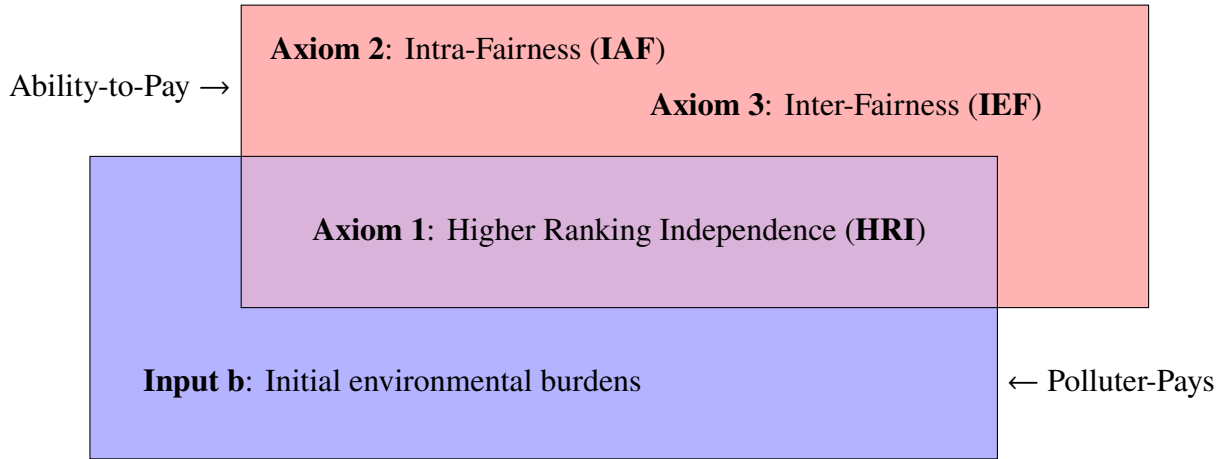 Axiom 2: Intra-Fairness (IAF)
Ability-to-Pay →
Axiom 3: Inter-Fairness (IEF)
Axiom 1: Higher Ranking Independence (HRI)
Input b: Initial environmental burdens
← Polluter-Pays